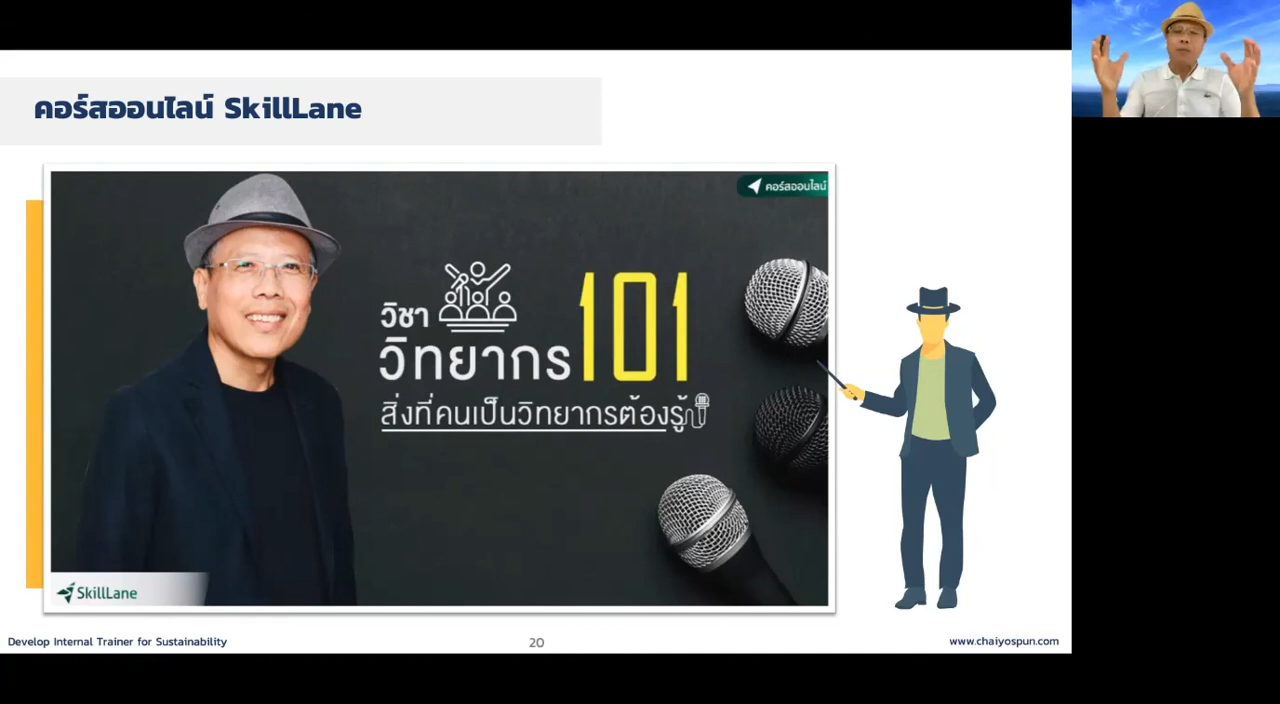 คอร์สออนไลน์ SkillLane
คอร์สออนไลน์
วิชา
วิทยากร 101
สิ่งที่คนเป็นวิทยากรต้องรู้
SkillLane
Develop Internal Trainer for Sustainability
20
www.chaiyospun.com